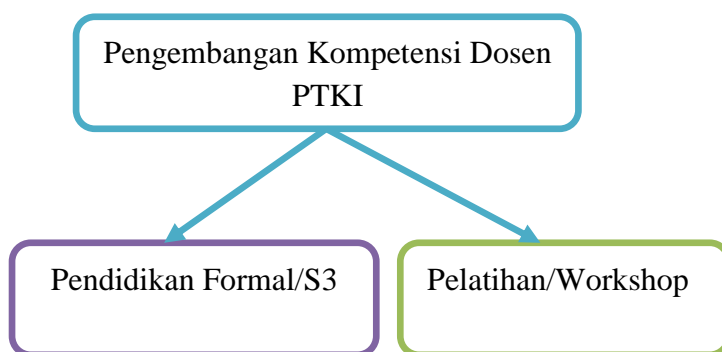 Pengembangan Kompetensi Dosen
PTKI
Pendidikan Formal/S3
Pelatihan/Workshop